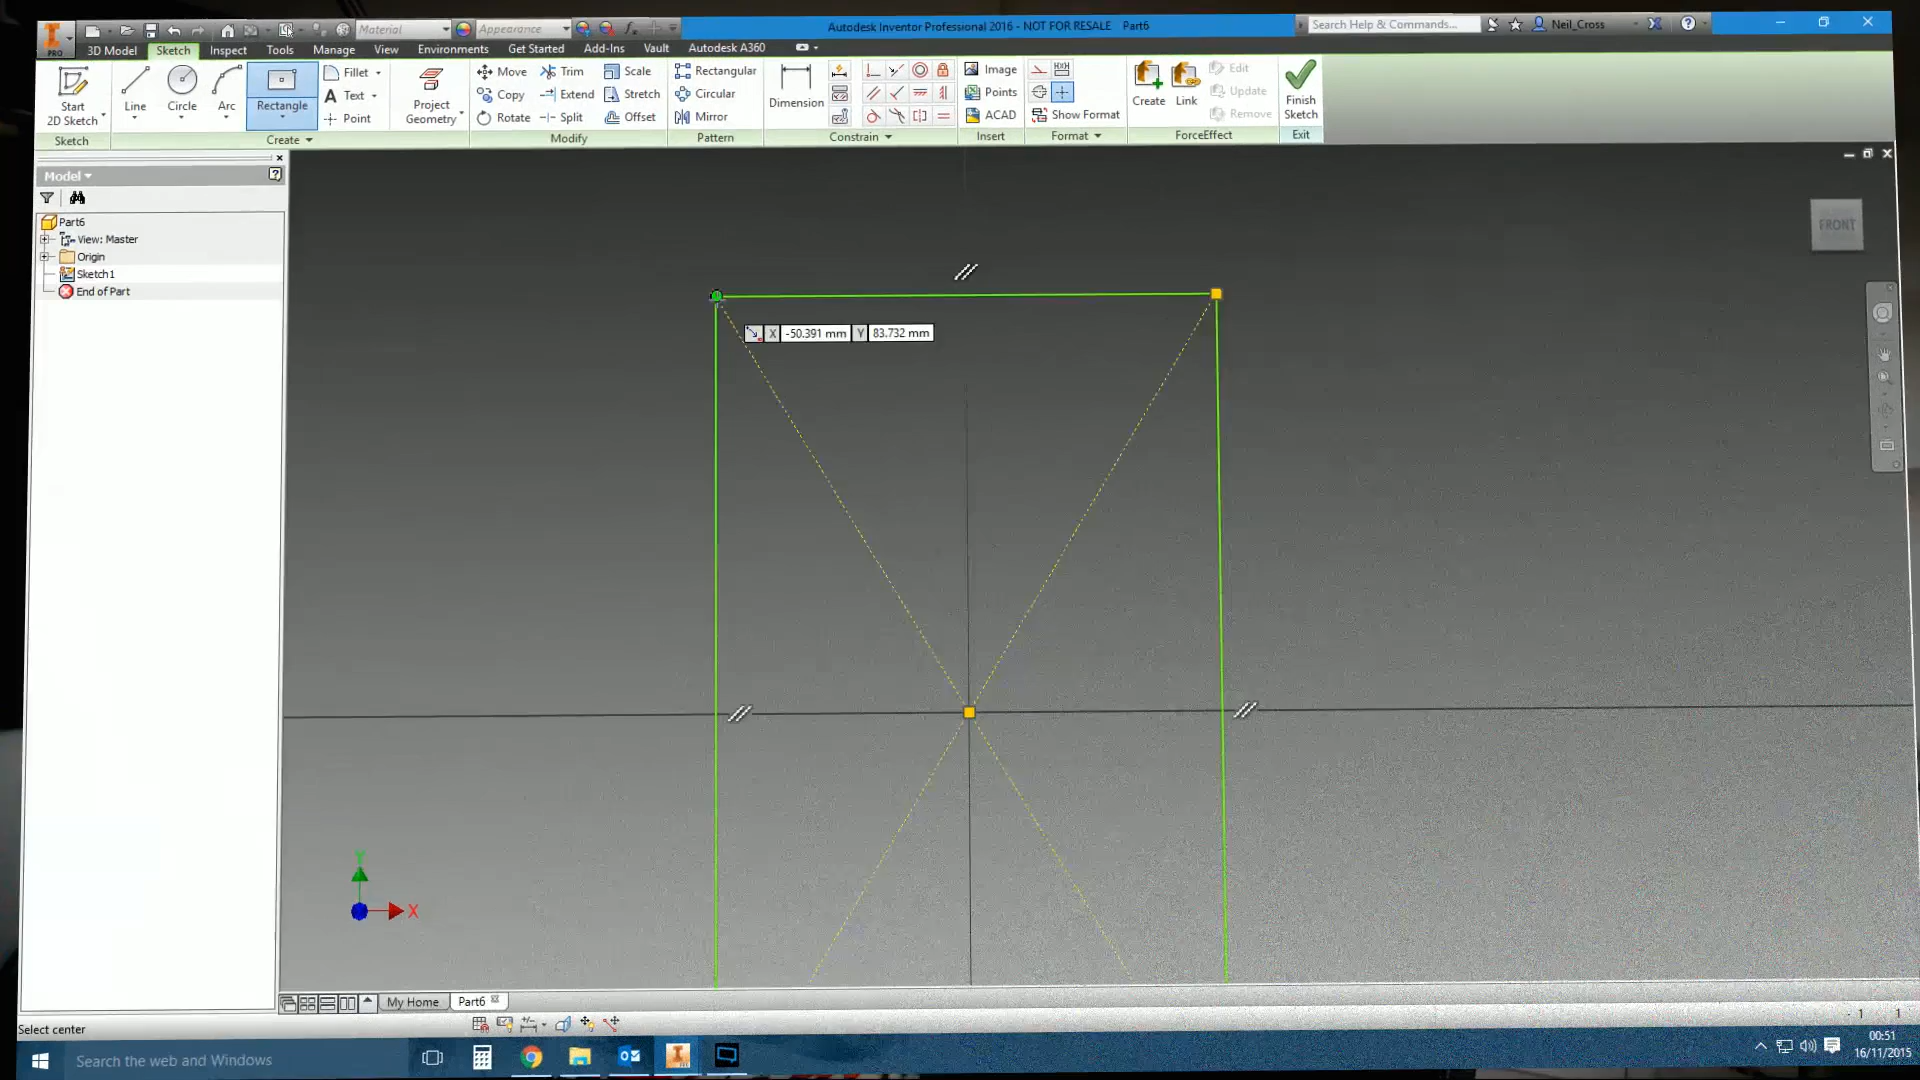 Material
Appearance
Autodesk Inventor Professional 2016 - NOT FOR RESALE Part6
Search Help & Commands...
Neil_Cross
PRO
3D Model Sketch Inspect Tools Manage View Environments Get Started Add-Ins Vault Autodesk A360
Start
2D Sketch
Line
Circle
Arc
Rectangle
Fillet
Text
Point
Project
Geometry
Move
Copy
Rotate
Trim
Extend
Split
Scale
Stretch
Offset
Rectangular
Circular
Mirror
Dimension
Image
Points
ACAD
Show Format
Create
Link
Edit
Update
Remove
Finish
Sketch
Sketch
Create
Modify
Pattern
Constrain
Insert
Format
ForceEffect
Exit
Model
Part6
View: Master
Origin
Sketch1
End of Part
FRONT
X -50.391 mm Y 83.732 mm
Y
X
My Home
Part6
Select center
1 1
Search the web and Windows
00:51
16/11/2015